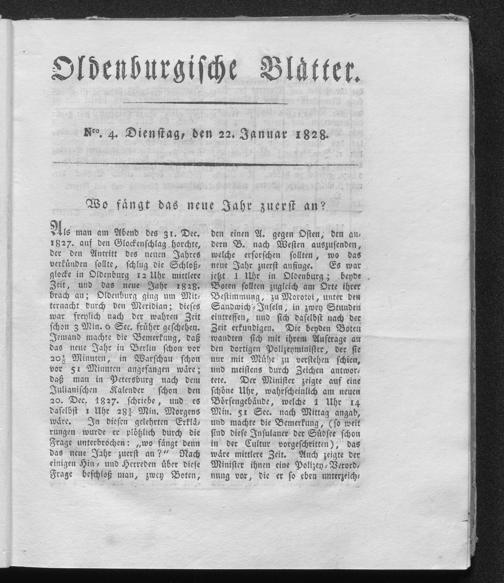 Oldenburgische Blätter.
Nro. 4. Dienstag, den 22. Januar 1828.
Wo fängt das neue Jahr zuerst an?
Als man am Abend des 31. Dec.
1827. auf den Glockenschlag horchte,
der den Antritt des neuen Jahres
verkünden sollte, schlug die Schloß-
glocke in Oldenburg 12 Uhr mittlere
Zeit, und das neue Jahr 1828.
brach an; Oldenburg ging um Mit-
ternacht durch den Meridian; dieses
war freylich nach der wahren Zeit
schon 3 Min. 6 Sec. früher geschehen.
Jemand machte die Bemerkung, daß
das neue Jahr in Berlin schon vor
20½ Minuten, in Warschau schon
vor 51 Minuten angefangen wäre;
daß man in Petersburg nach dem
Julianischen Kalender schon den
20. Dec. 1827. schriebe, und es
daselbst 1 Uhr 28½ Min. Morgens
wäre. In diesen gelehrten Erklä-
rungen wurde er plötzlich durch die
Frage unterbrochen: „wo fängt denn
das neue Jahr zuerst an?“ Nach
einigen Hin- und Herreden über diese
Frage beschloß man, zwey Boten,
den einen A. gegen Osten, den an-
dern B. nach Westen auszusenden,
welche erforschen sollten, wo das
neue Jahr zuerst anfinge. Es war
jetzt 1 Uhr in Oldenburg; beyde
Boten sollten zugleich am Orte ihrer
Bestimmung, zu Morotoi, unter den
Sandwich-Inseln, in zwey Stunden
eintreffen, und sich daselbst nach der
Zeit erkundigen. Die beyden Boten
wandten sich mit ihrem Auftrage an
den dortigen Polizeyminister, der sie
nur mit Mühe zu verstehen schien,
und meistens durch Zeichen antwor-
tete. Der Minister zeigte auf eine
schöne Uhr, wahrscheinlich am neuen
Börsengebäude, welche 1 Uhr 14
Min. 51 Sec. nach Mittag angab,
und machte die Bemerkung, (so weit
sind diese Insulaner der Südsee schon
in der Cultur vorgeschritten), das
wäre mittlere Zeit. Auch zeigte der
Minister ihnen eine Polizey-Verord-
nung vor, die er so eben unterzeich-